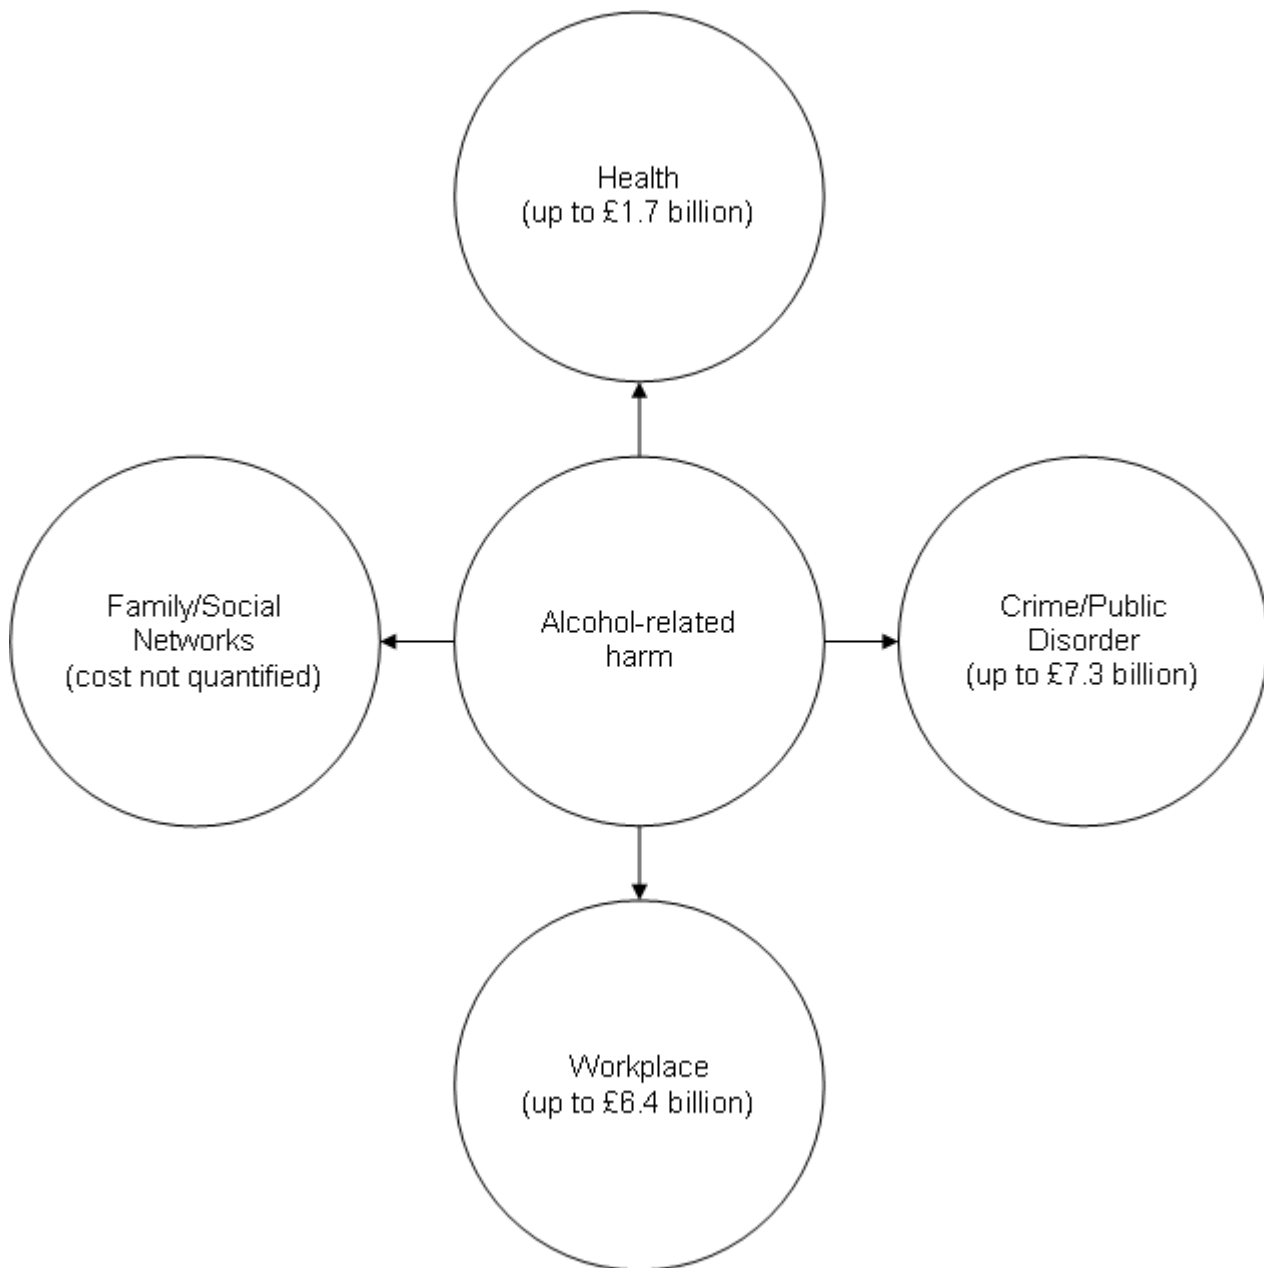 Health
(up to £1.7 billion)
Family/Social
Networks
(cost not quantified)
Alcohol-related
harm
Crime/Public
Disorder
(up to £7.3 billion)
Workplace
(up to £6.4 billion)